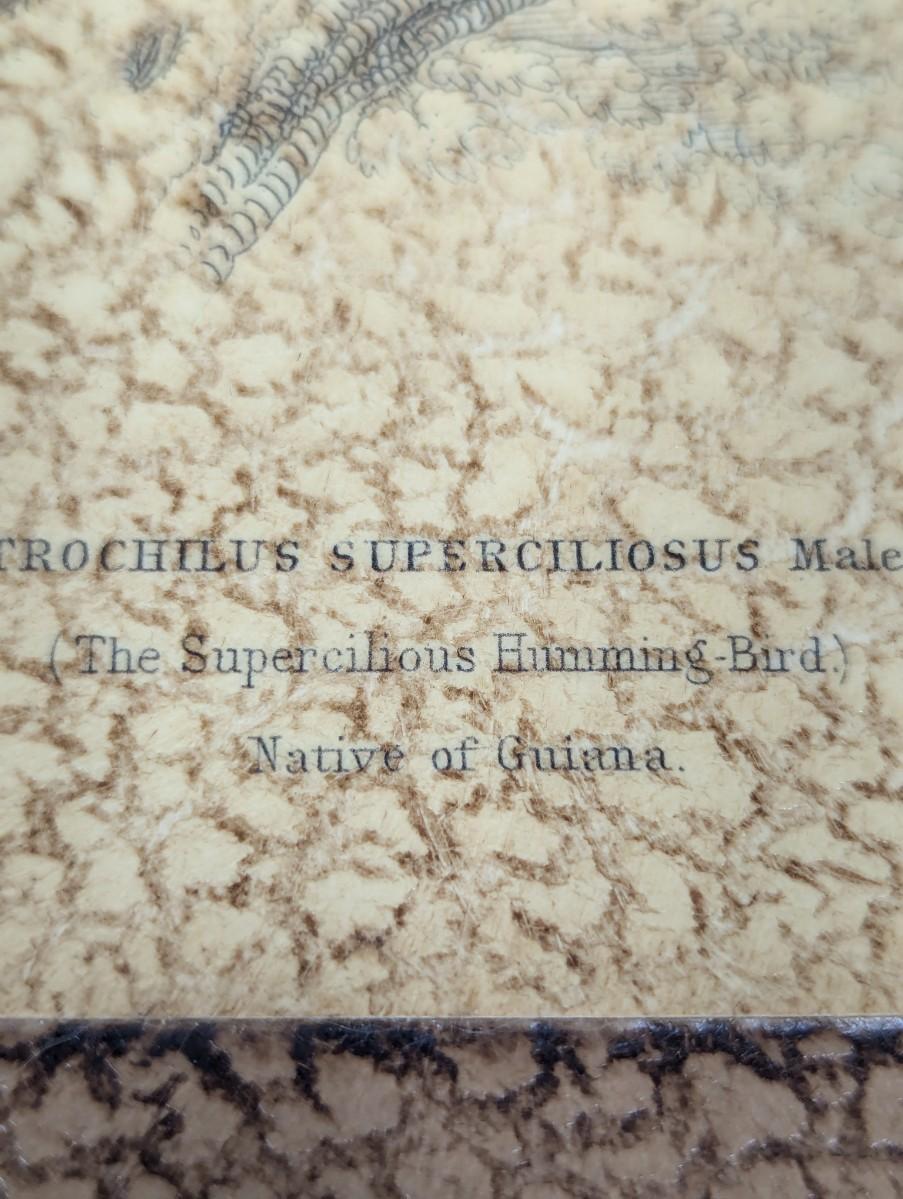 TROCHILUS SUPERCILIOSUS Male
(The Supercilious Humming-Bird.)
Native of Guiana.